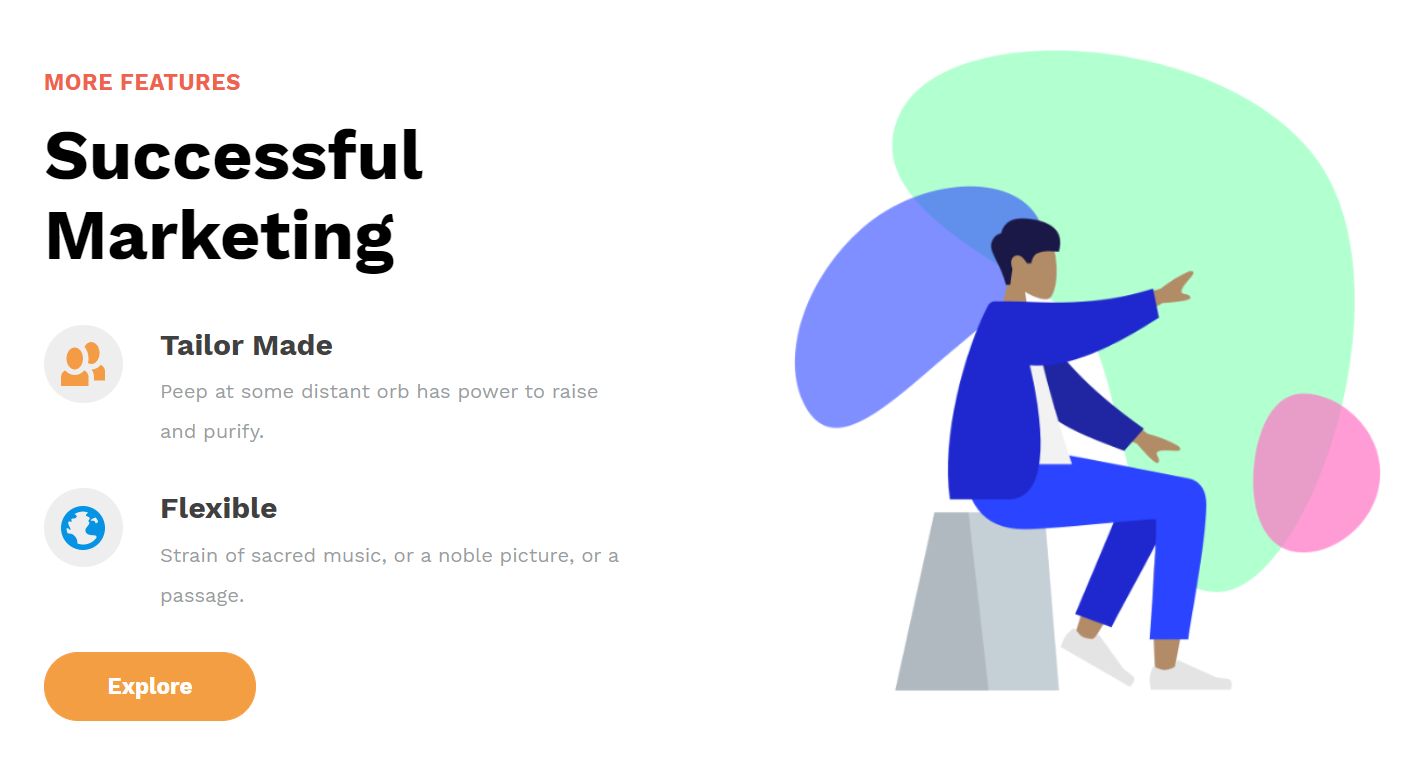 MORE FEATURES
Successful
Marketing
Tailor Made
Peep at some distant orb has power to raise
and purify.
Flexible
Strain of sacred music, or a noble picture, or a
passage.
Explore